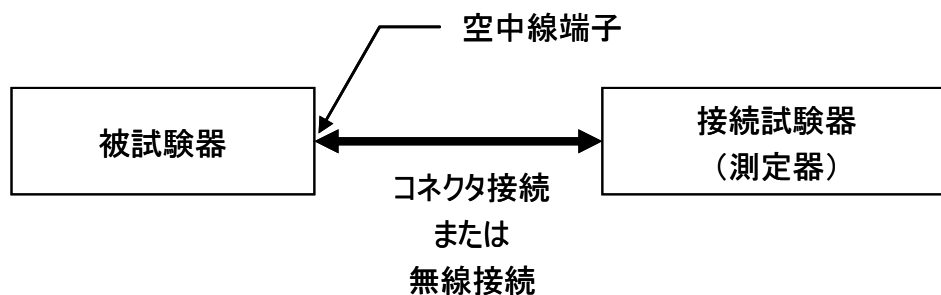 空中線端子
被試験器
接続試験器
（測定器）
コネクタ接続
または
無線接続